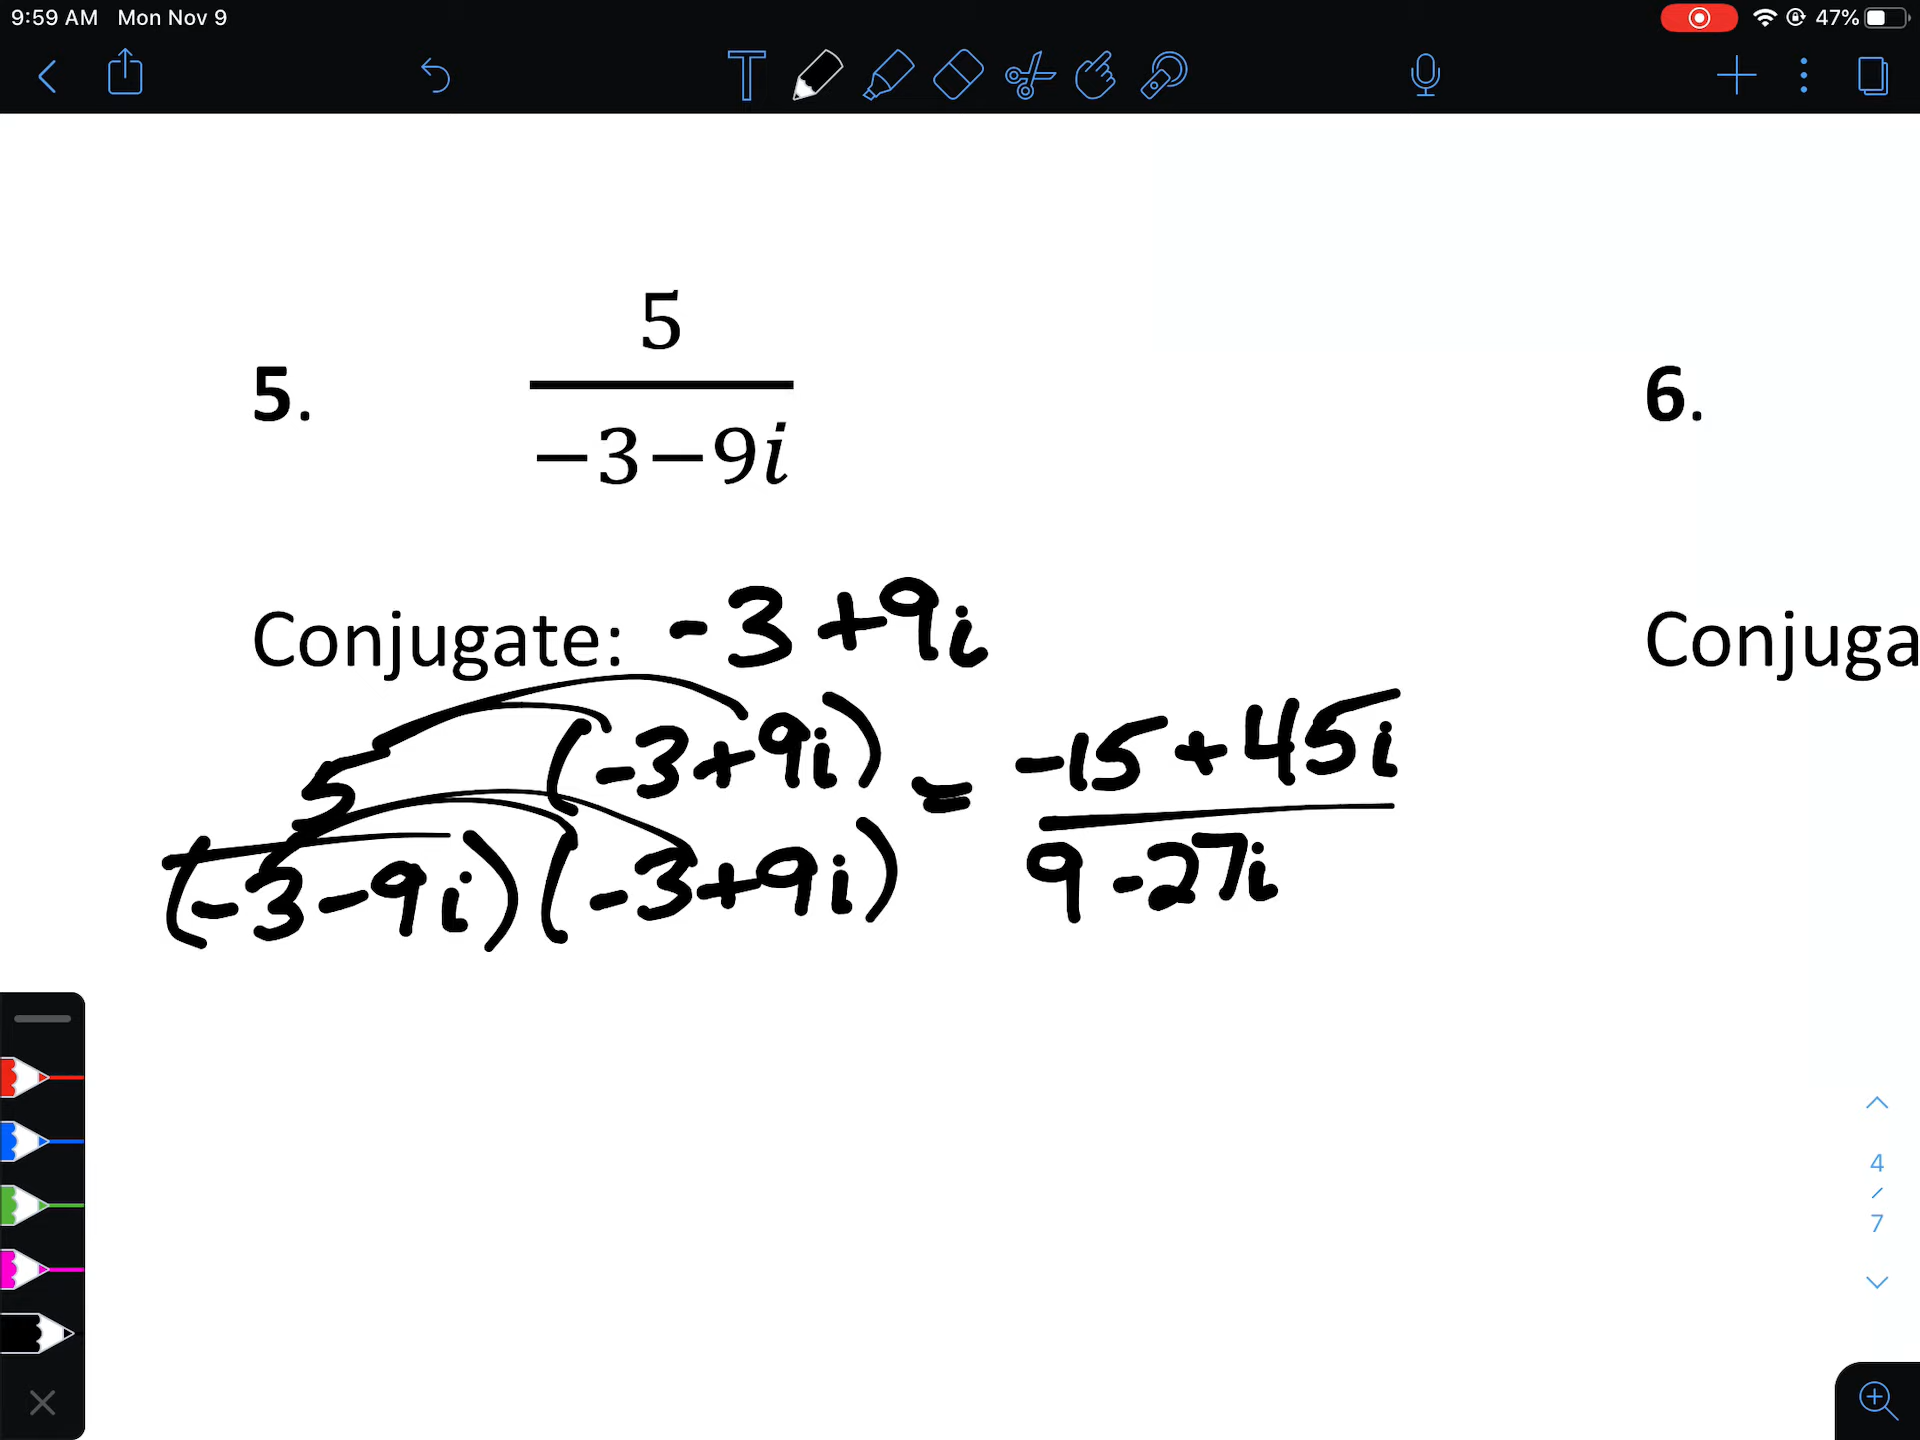 9:59 AM Mon Nov 9 47%
T
5
5. 6.
−3−9i
Conjugate: -3+9i Conjuga
5 (-3+9i) = -15+45i
(-3-9i)(-3+9i) 9-27i
4
/
7